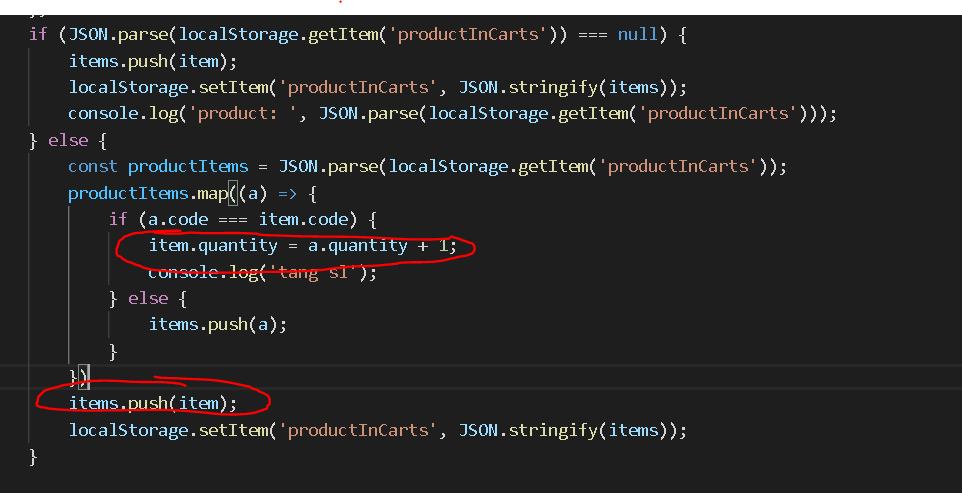 if (JSON.parse(localStorage.getItem('productInCarts')) === null) {
items.push(item);
localStorage.setItem('productInCarts', JSON.stringify(items));
console.log('product: ', JSON.parse(localStorage.getItem('productInCarts')));
} else {
const productItems = JSON.parse(localStorage.getItem('productInCarts'));
productItems.map((a) => {
if (a.code === item.code) {
item.quantity = a.quantity + 1;
console.log('tang sl');
} else {
items.push(a);
}
})
items.push(item);
localStorage.setItem('productInCarts', JSON.stringify(items));
}